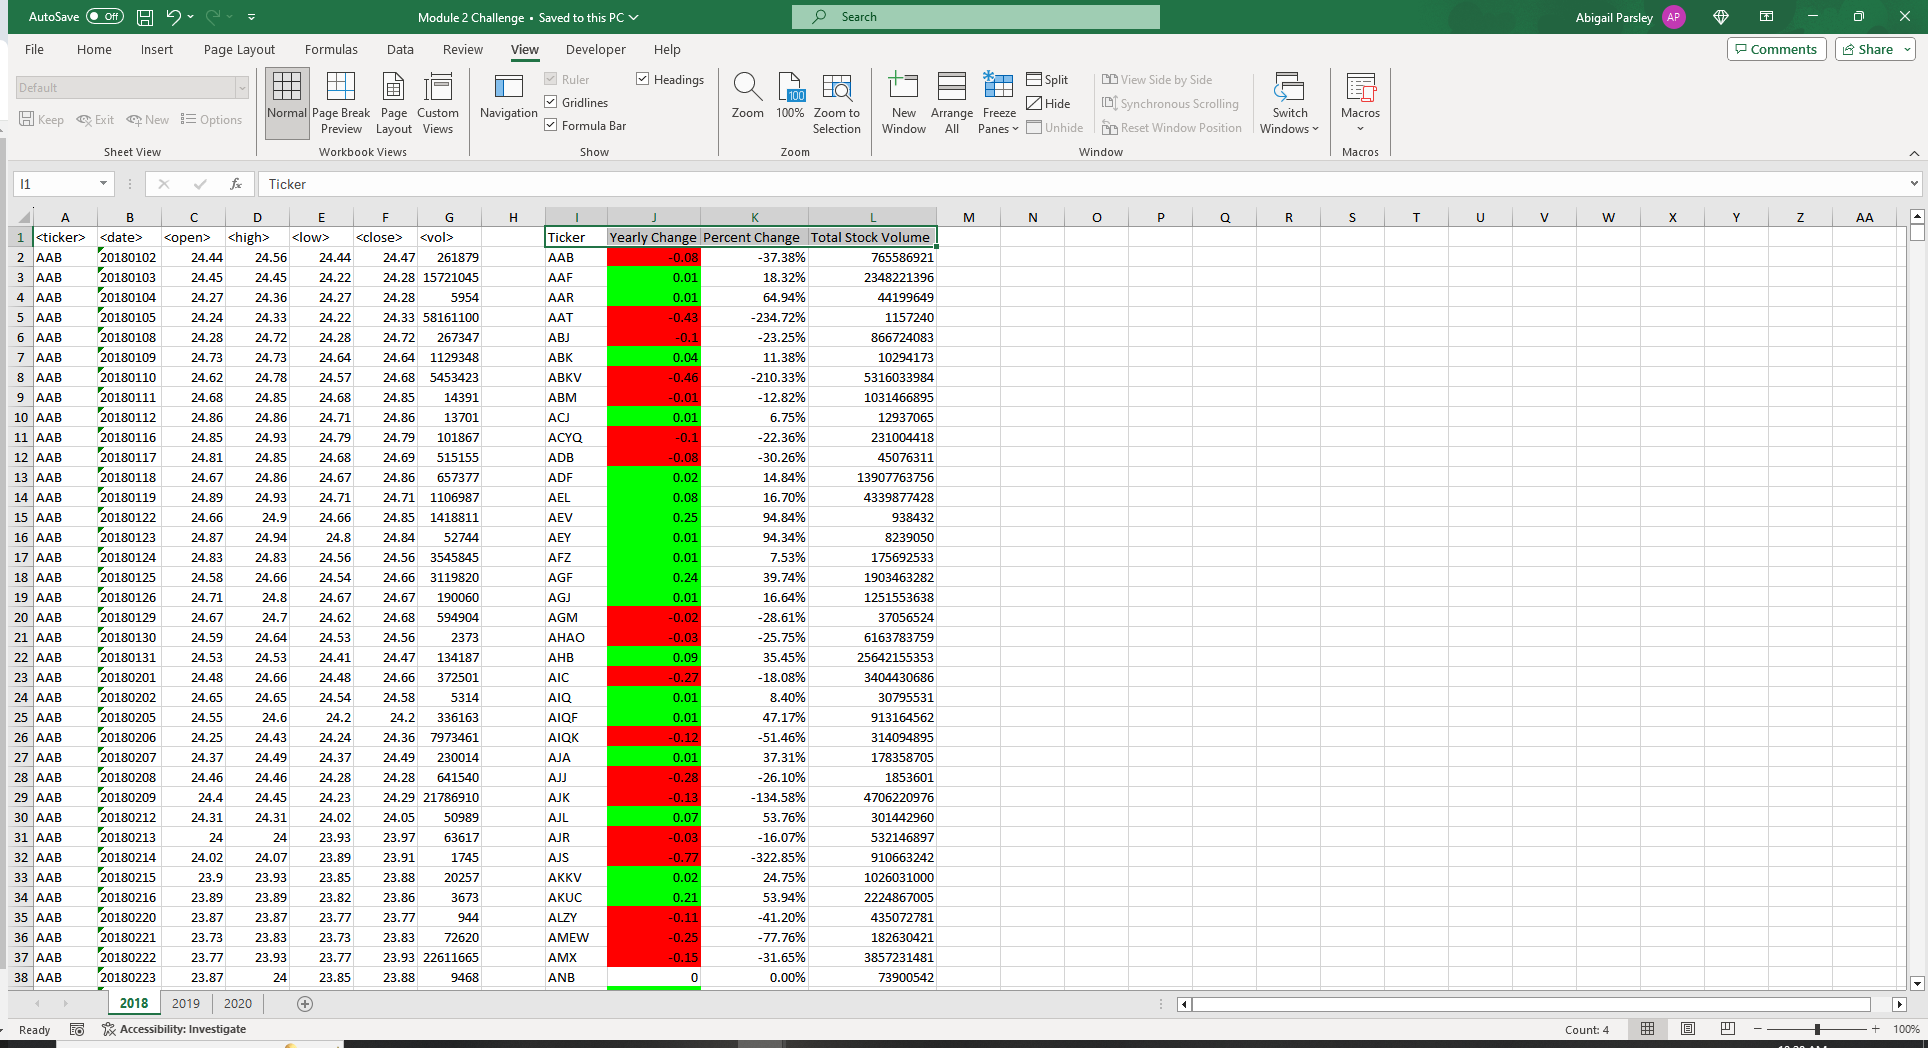 AutoSave Off Module 2 Challenge • Saved to this PC Search Abigail Parsley AP
File Home Insert Page Layout Formulas Data Review View Developer Help Comments Share
Default
Keep Exit New Options
Sheet View
Normal Page Break Preview Page Layout Custom Views
Workbook Views
Navigation Ruler Gridlines Formula Bar Headings
Show
Zoom 100 100% Zoom to Selection
Zoom
New Window Arrange All Freeze Panes Split Hide Unhide View Side by Side Synchronous Scrolling Reset Window Position Switch Windows
Window
Macros
Macros
I1 fx Ticker
A B C D E F G H I J K L M N O P Q R S T U V W X Y Z AA
1 <ticker> <date> <open> <high> <low> <close> <vol> Ticker Yearly Change Percent Change Total Stock Volume
2 AAB 20180102 24.44 24.56 24.44 24.47 261879 AAB -0.08 -37.38% 765586921
3 AAB 20180103 24.45 24.45 24.22 24.28 15721045 AAF 0.01 18.32% 2348221396
4 AAB 20180104 24.27 24.36 24.27 24.28 5954 AAR 0.01 64.94% 44199649
5 AAB 20180105 24.24 24.33 24.22 24.33 58161100 AAT -0.43 -234.72% 1157240
6 AAB 20180108 24.28 24.72 24.28 24.72 267347 ABJ -0.1 -23.25% 866724083
7 AAB 20180109 24.73 24.73 24.64 24.64 1129348 ABK 0.04 11.38% 10294173
8 AAB 20180110 24.62 24.78 24.57 24.68 5453423 ABKV -0.46 -210.33% 5316033984
9 AAB 20180111 24.68 24.85 24.68 24.85 14391 ABM -0.01 -12.82% 1031466895
10 AAB 20180112 24.86 24.86 24.71 24.86 13701 ACJ 0.01 6.75% 12937065
11 AAB 20180116 24.85 24.93 24.79 24.79 101867 ACYQ -0.1 -22.36% 231004418
12 AAB 20180117 24.81 24.85 24.68 24.69 515155 ADB -0.08 -30.26% 45076311
13 AAB 20180118 24.67 24.86 24.67 24.86 657377 ADF 0.02 14.84% 13907763756
14 AAB 20180119 24.89 24.93 24.71 24.71 1106987 AEL 0.08 16.70% 4339877428
15 AAB 20180122 24.66 24.9 24.66 24.85 1418811 AEV 0.25 94.84% 938432
16 AAB 20180123 24.87 24.94 24.8 24.84 52744 AEY 0.01 94.34% 8239050
17 AAB 20180124 24.83 24.83 24.56 24.56 3545845 AFZ 0.01 7.53% 175692533
18 AAB 20180125 24.58 24.66 24.54 24.66 3119820 AGF 0.24 39.74% 1903463282
19 AAB 20180126 24.71 24.8 24.67 24.67 190060 AGJ 0.01 16.64% 1251553638
20 AAB 20180129 24.67 24.7 24.62 24.68 594904 AGM -0.02 -28.61% 37056524
21 AAB 20180130 24.59 24.64 24.53 24.56 2373 AHAO -0.03 -25.75% 6163783759
22 AAB 20180131 24.53 24.53 24.41 24.47 134187 AHB 0.09 35.45% 25642155353
23 AAB 20180201 24.48 24.66 24.48 24.66 372501 AIC -0.27 -18.08% 3404430686
24 AAB 20180202 24.65 24.65 24.54 24.58 5314 AIQ 0.01 8.40% 30795531
25 AAB 20180205 24.55 24.6 24.2 24.2 336163 AIQF 0.01 47.17% 913164562
26 AAB 20180206 24.25 24.43 24.24 24.36 7973461 AIQK -0.12 -51.46% 314094895
27 AAB 20180207 24.37 24.49 24.37 24.49 230014 AJA 0.01 37.31% 178358705
28 AAB 20180208 24.46 24.46 24.28 24.28 641540 AJJ -0.28 -26.10% 1853601
29 AAB 20180209 24.4 24.45 24.23 24.29 21786910 AJK -0.13 -134.58% 4706220976
30 AAB 20180212 24.31 24.31 24.02 24.05 50989 AJL 0.07 53.76% 301442960
31 AAB 20180213 24 24 23.93 23.97 63617 AJR -0.03 -16.07% 532146897
32 AAB 20180214 24.02 24.07 23.89 23.91 1745 AJS -0.77 -322.85% 910663242
33 AAB 20180215 23.9 23.93 23.85 23.88 20257 AKKV 0.02 24.75% 1026031000
34 AAB 20180216 23.89 23.89 23.82 23.86 3673 AKUC 0.21 53.94% 2224867005
35 AAB 20180220 23.87 23.87 23.77 23.77 944 ALZY -0.11 -41.20% 435072781
36 AAB 20180221 23.73 23.83 23.73 23.83 72620 AMEW -0.25 -77.76% 182630421
37 AAB 20180222 23.77 23.93 23.77 23.93 22611665 AMX -0.15 -31.65% 3857231481
38 AAB 20180223 23.87 24 23.85 23.88 9468 ANB 0 0.00% 73900542
2018 2019 2020
Ready Accessibility: Investigate Count: 4 100%